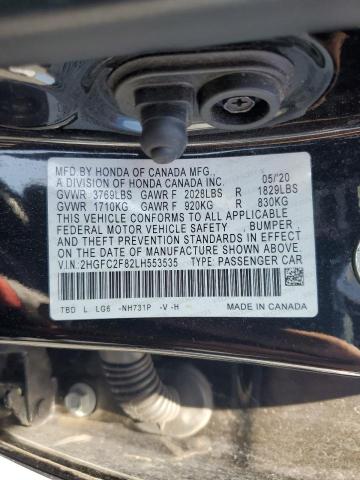 MFD.BY HONDA OF CANADA MFG., 05/'20
A DIVISION OF HONDA CANADA INC.
GVWR 3769LBS GAWR F 2028LBS R 1829LBS
GVWR 1710KG GAWR F 920KG R 830KG
THIS VEHICLE CONFORMS TO ALL APPLICABLE
FEDERAL MOTOR VEHICLE SAFETY , BUMPER ,
AND THEFT PREVENTION STANDARDS IN EFFECT
ON THE DATE OF MANUFACTURE SHOWN ABOVE.
V.I.N. 2HGFC2F82LH553535 TYPE PASSENGER CAR
TBD L LG6 -NH731P -V -H MADE IN CANADA